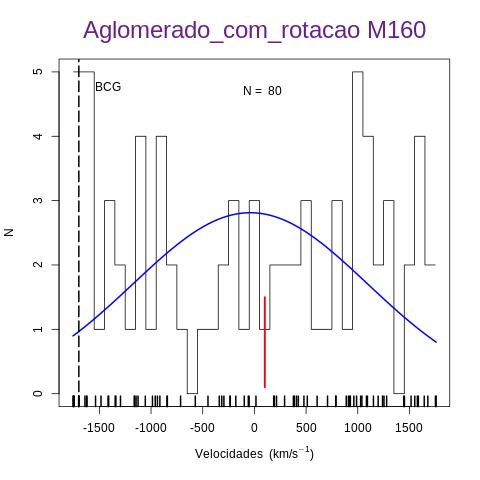 Aglomerado_com_rotacao M160
BCG
N = 80
N
0
1
2
3
4
5
-1500
-1000
-500
0
500
1000
1500
Velocidades (km/s⁻¹)